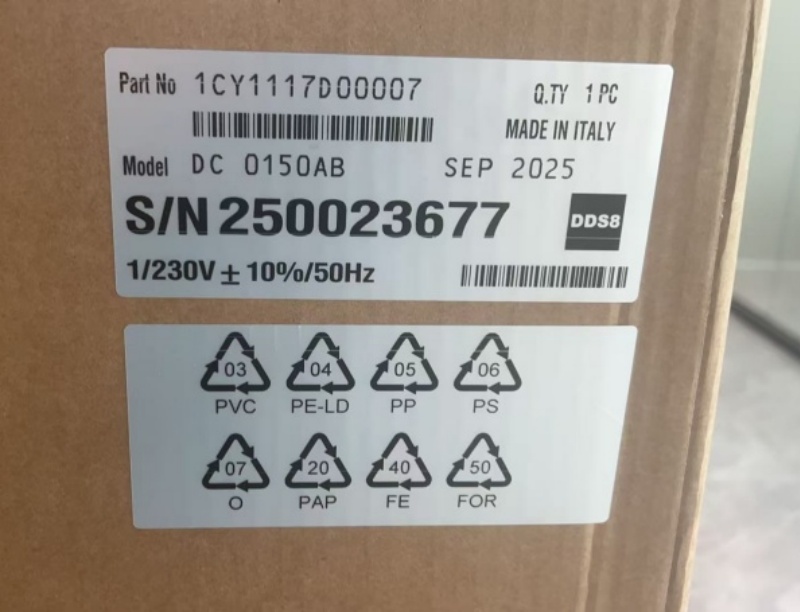 Part No 1CY1117D00007
Q.TY 1 PC
MADE IN ITALY
Model DC 0150AB SEP 2025
S/N 250023677
DDS8
1/230V ± 10%/50Hz
03 04 05 06
PVC PE-LD PP PS
07 20 40 50
O PAP FE FOR